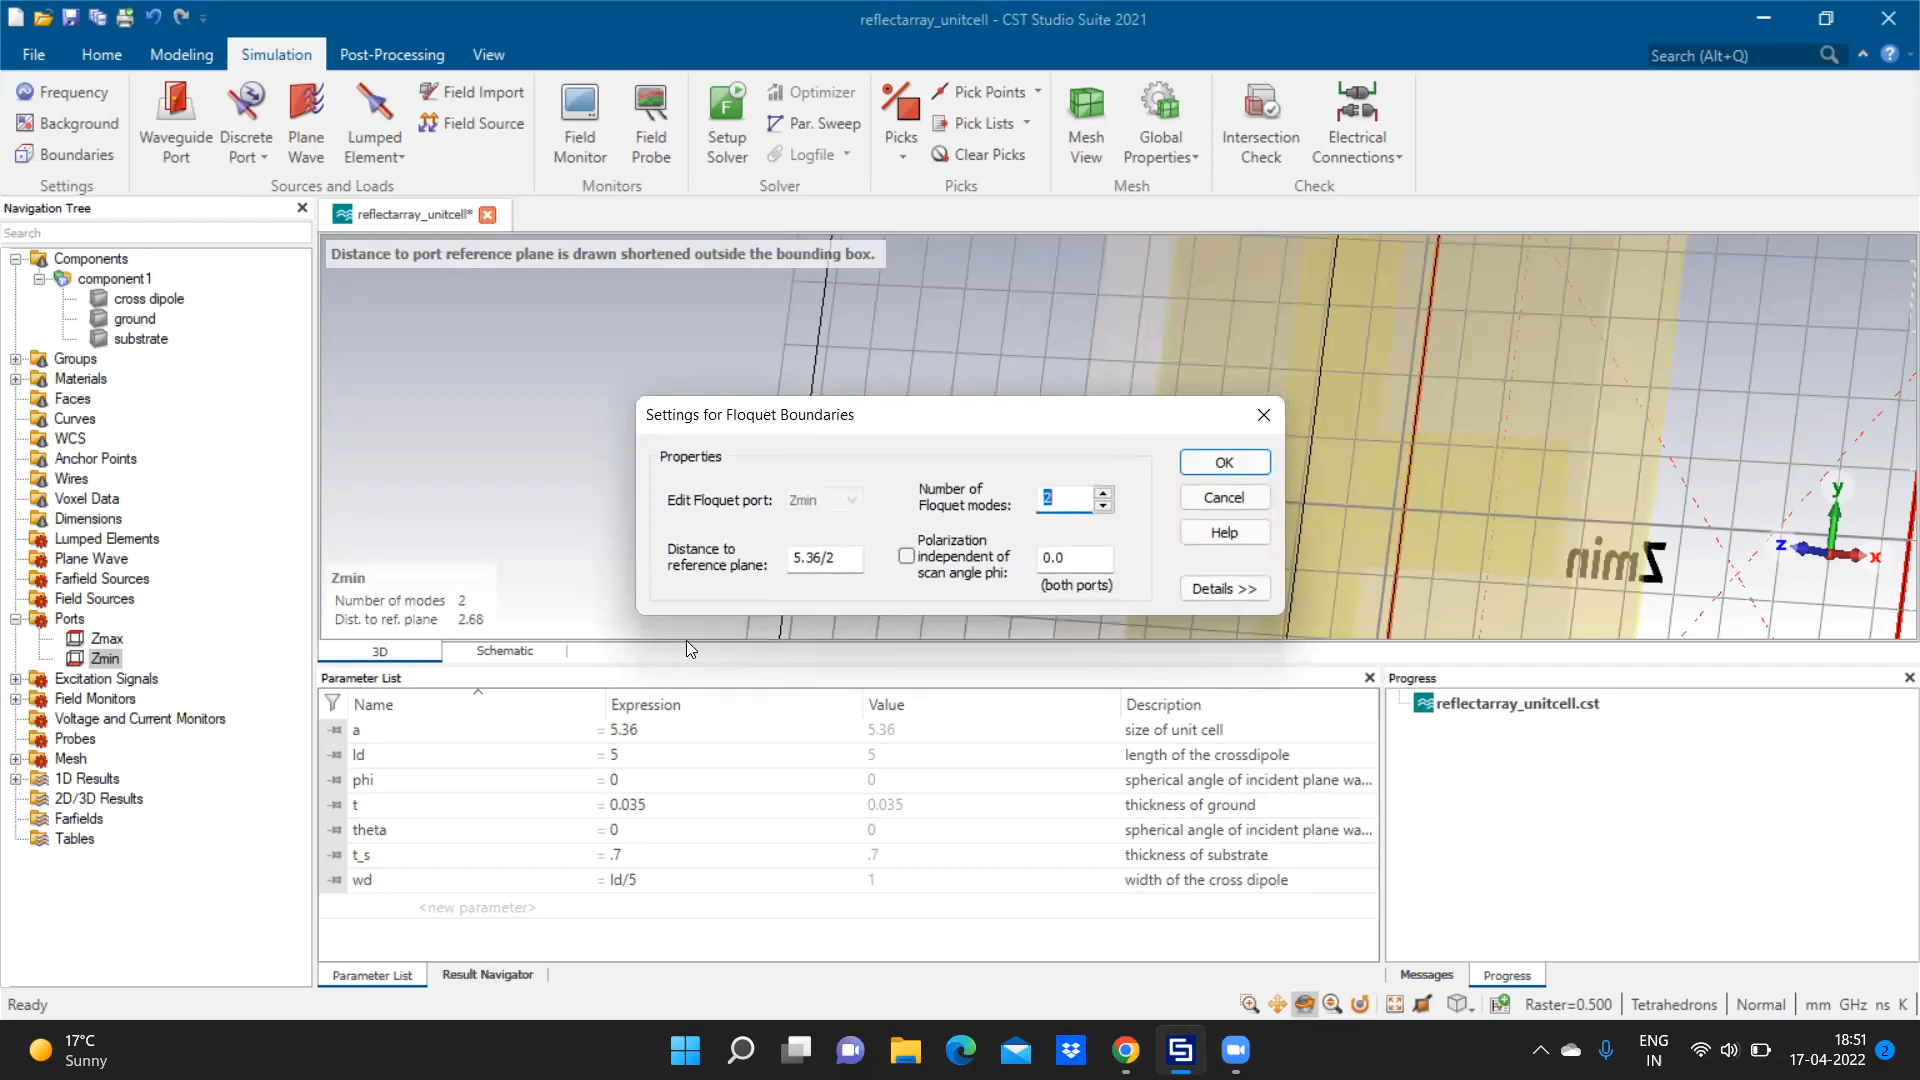 reflectarray_unitcell - CST Studio Suite 2021
File
Home
Modeling
Simulation
Post-Processing
View
Search (Alt+Q)
Frequency
Background
Boundaries
Settings
Waveguide Port
Discrete Port
Plane Wave
Lumped Element
Field Import
Field Source
Sources and Loads
Field Monitor
Field Probe
Monitors
Setup Solver
Optimizer
Par. Sweep
Logfile
Solver
Picks
Pick Points
Pick Lists
Clear Picks
Picks
Mesh View
Global Properties
Mesh
Intersection Check
Electrical Connections
Check
Navigation Tree
Search
Components
component1
cross dipole
ground
substrate
Groups
Materials
Faces
Curves
WCS
Anchor Points
Wires
Voxel Data
Dimensions
Lumped Elements
Plane Wave
Farfield Sources
Field Sources
Ports
Zmax
Zmin
Excitation Signals
Field Monitors
Voltage and Current Monitors
Probes
Mesh
1D Results
2D/3D Results
Farfields
Tables
reflectarray_unitcell*
Distance to port reference plane is drawn shortened outside the bounding box.
Zmin
Number of modes 2
Dist. to ref. plane 2.68
Zmin
y
z
x
Settings for Floquet Boundaries
Properties
Edit Floquet port: Zmin
Number of Floquet modes: 2
Distance to reference plane: 5.36/2
Polarization independent of scan angle phi: 0.0
(both ports)
OK
Cancel
Help
Details >>
3D
Schematic
Parameter List
Name Expression Value Description
a = 5.36 5.36 size of unit cell
ld = 5 5 length of the crossdipole
phi = 0 0 spherical angle of incident plane wa...
t = 0.035 0.035 thickness of ground
theta = 0 0 spherical angle of incident plane wa...
t_s = .7 .7 thickness of substrate
wd = ld/5 1 width of the cross dipole
<new parameter>
Parameter List
Result Navigator
Progress
reflectarray_unitcell.cst
Messages
Progress
Ready
Raster=0.500
Tetrahedrons
Normal
mm GHz ns K
17°C
Sunny
ENG
IN
18:51
17-04-2022
2